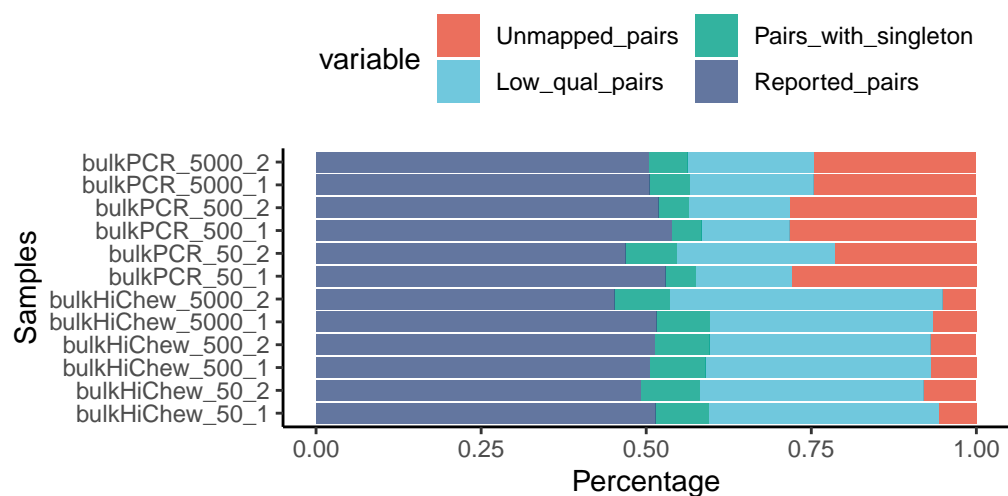 variable
Unmapped_pairs
Low_qual_pairs
Pairs_with_singleton
Reported_pairs
Samples
bulkPCR_5000_2
bulkPCR_5000_1
bulkPCR_500_2
bulkPCR_500_1
bulkPCR_50_2
bulkPCR_50_1
bulkHiChew_5000_2
bulkHiChew_5000_1
bulkHiChew_500_2
bulkHiChew_500_1
bulkHiChew_50_2
bulkHiChew_50_1
0.00 0.25 0.50 0.75 1.00
Percentage